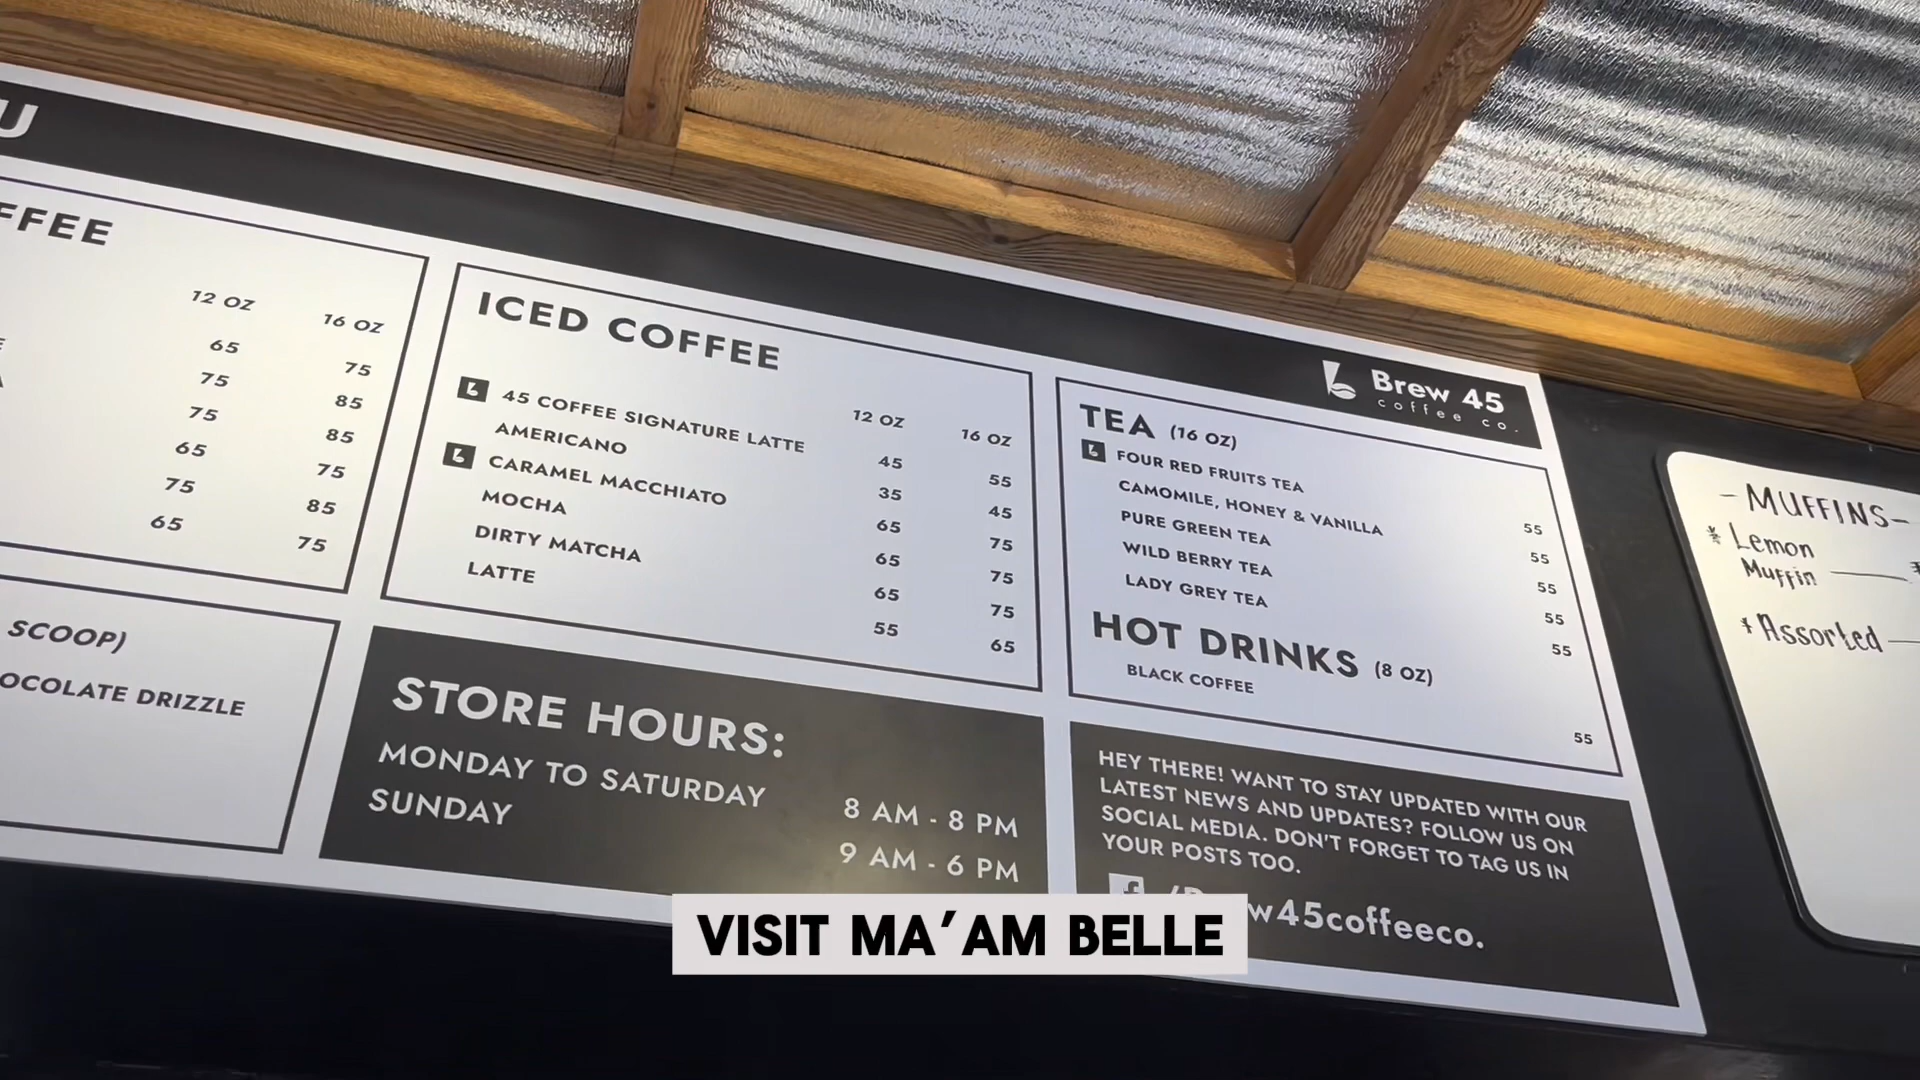 U
FFEE
12 OZ 16 OZ
65 75
75 85
75 85
65 75
75 85
65 75
SCOOP)
OCOLATE DRIZZLE
ICED COFFEE
12 OZ 16 OZ
45 COFFEE SIGNATURE LATTE 45 55
AMERICANO 35 45
CARAMEL MACCHIATO 65 75
MOCHA 65 75
DIRTY MATCHA 65 75
LATTE 55 65
STORE HOURS:
MONDAY TO SATURDAY 8 AM - 8 PM
SUNDAY 9 AM - 6 PM
Brew 45
coffee co.
TEA (16 OZ)
FOUR RED FRUITS TEA 55
CAMOMILE, HONEY & VANILLA 55
PURE GREEN TEA 55
WILD BERRY TEA 55
LADY GREY TEA 55
HOT DRINKS (8 OZ)
BLACK COFFEE 55
HEY THERE! WANT TO STAY UPDATED WITH OUR
LATEST NEWS AND UPDATES? FOLLOW US ON
SOCIAL MEDIA. DON'T FORGET TO TAG US IN
YOUR POSTS TOO.
w45coffeeco.
-MUFFINS-
* Lemon
Muffin
* Assorted
VISIT MA'AM BELLE